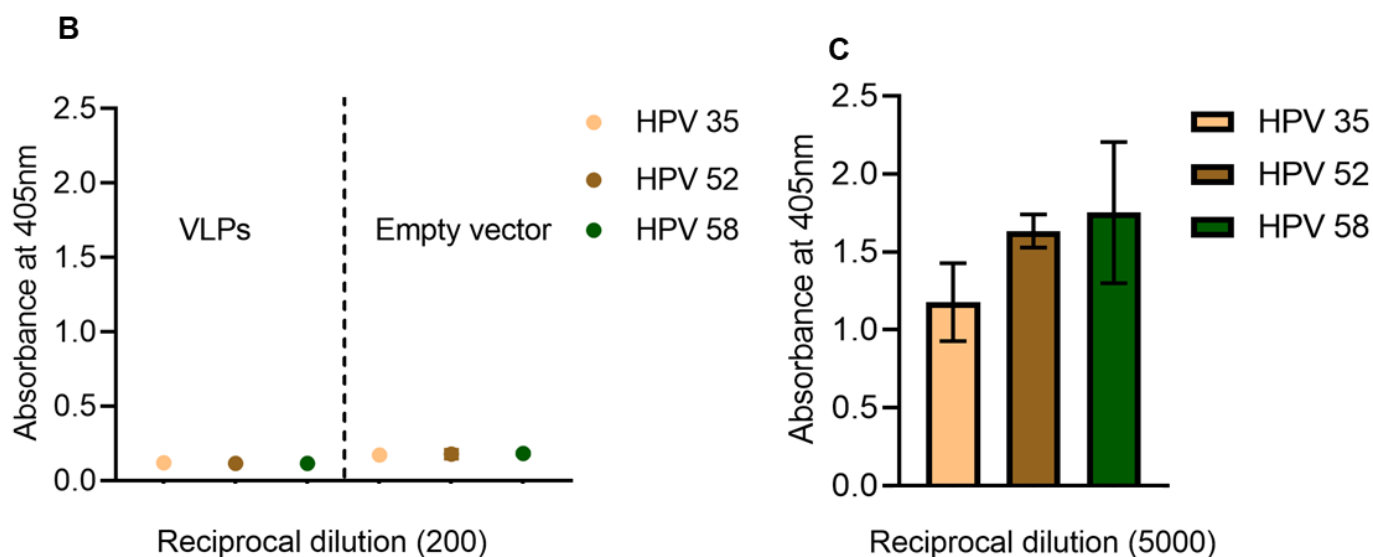 B
2.5
2.0
1.5
1.0
0.5
0.0
Absorbance at 405nm
VLPs
Empty vector
HPV 35
HPV 52
HPV 58
Reciprocal dilution (200)
C
2.5
2.0
1.5
1.0
0.5
0.0
Absorbance at 405nm
HPV 35
HPV 52
HPV 58
Reciprocal dilution (5000)